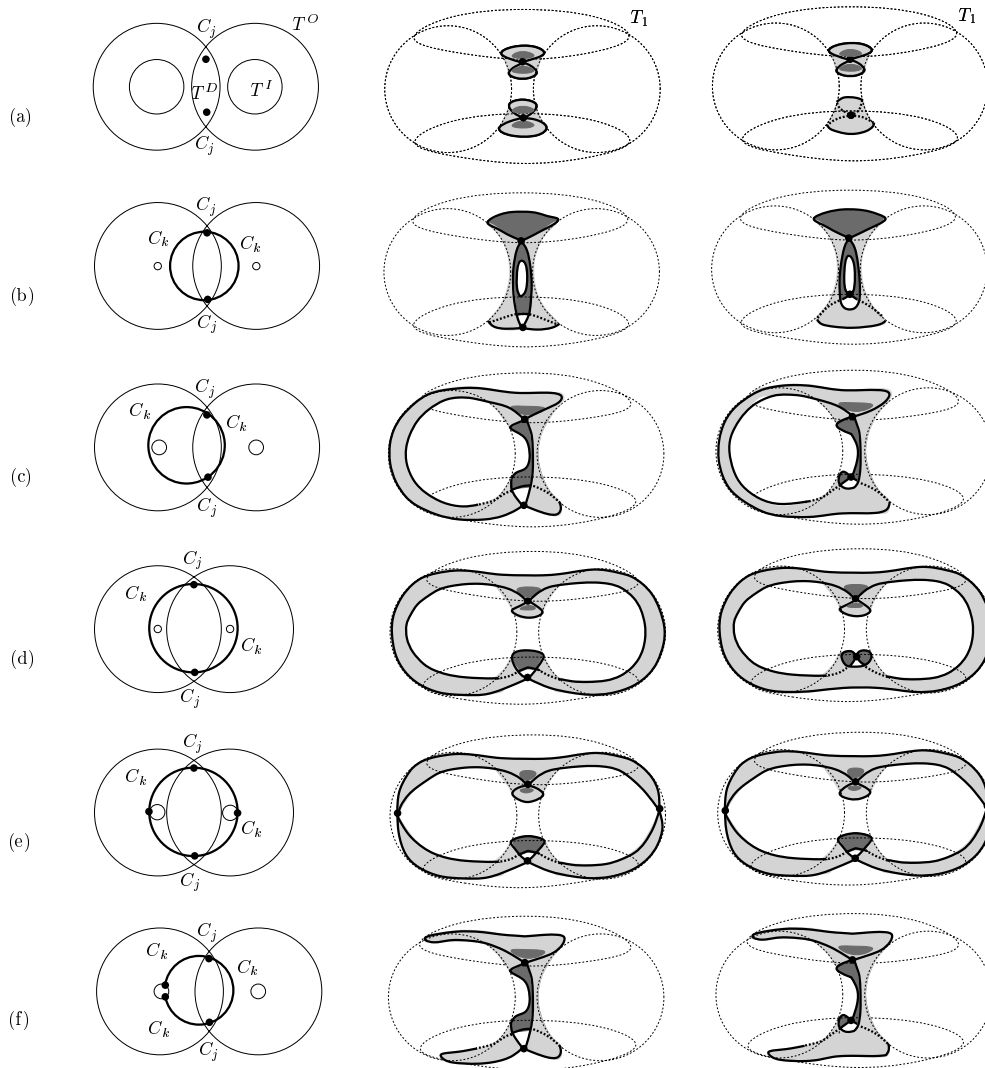 C_j T^O T_1 T_1
(a) T^D T^I
C_j
C_j
C_k C_k
(b)
C_j
C_j
C_k C_k
(c)
C_j
C_j
C_k
(d) C_k
C_j
C_j
C_k
(e) C_k
C_j
C_j
C_k C_k
(f) C_k
C_j